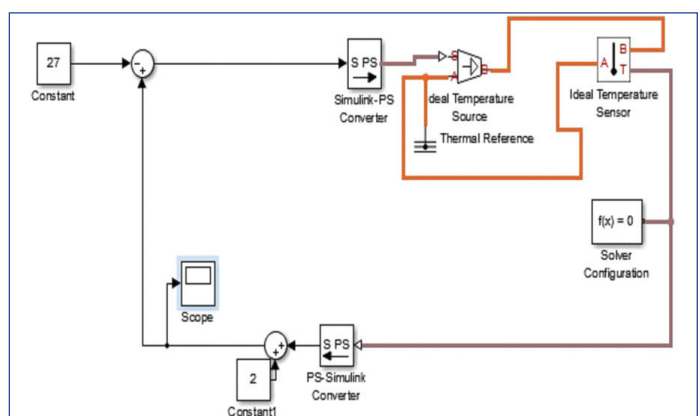 27
Constant
S PS
Simulink-PS
Converter
S
A
B
deal Temperature
Source
Thermal Reference
A
B
T
Ideal Temperature
Sensor
f(x) = 0
Solver
Configuration
Scope
2
Constant1
S PS
PS-Simulink
Converter